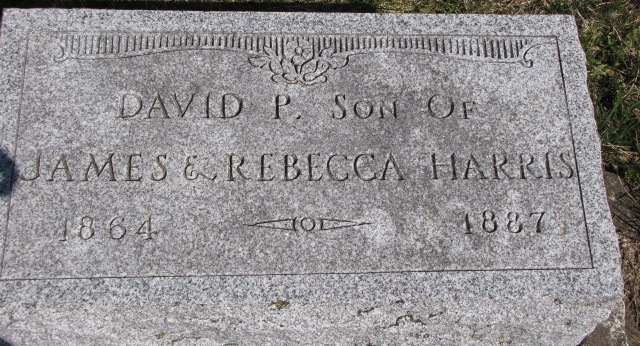 DAVID P. SON OF
JAMES & REBECCA HARRIS
1864 1887